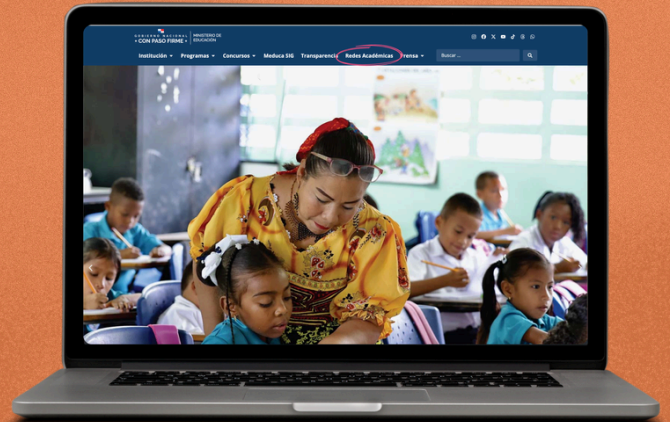 GOBIERNO NACIONAL
• CON PASO FIRME •
MINISTERIO DE
EDUCACIÓN
Institución Programas Concursos Meduca SIG Transparencia Redes Académicas Prensa Buscar ...